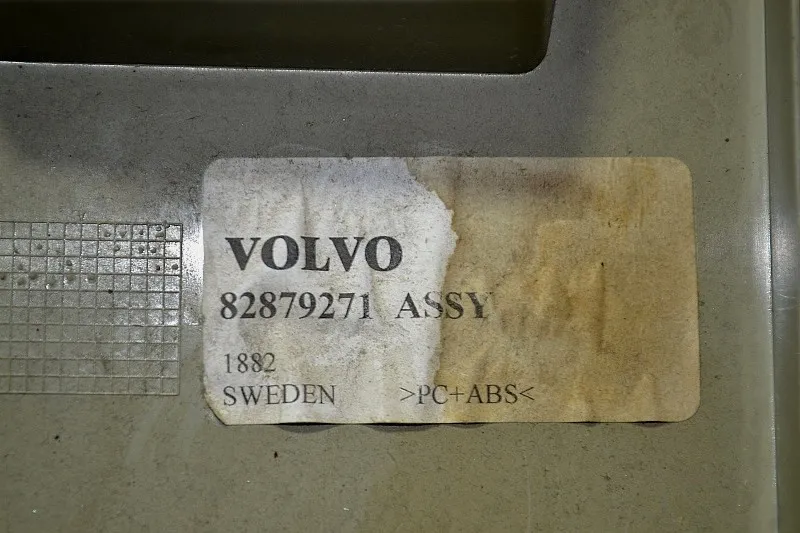 VOLVO
82879271 ASSY
1882
SWEDEN >PC+ABS<